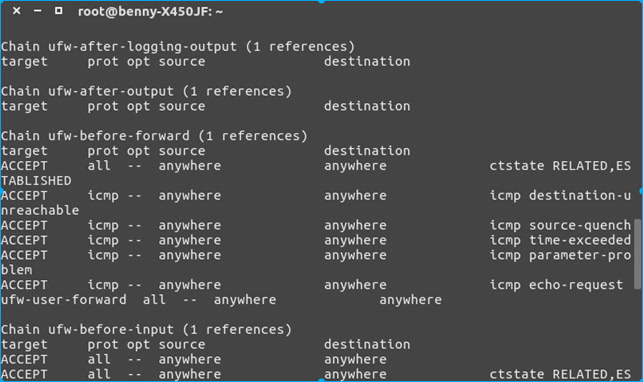 root@benny-X450JF: ~
Chain ufw-after-logging-output (1 references)
target     prot opt source               destination
Chain ufw-after-output (1 references)
target     prot opt source               destination
Chain ufw-before-forward (1 references)
target     prot opt source               destination
ACCEPT     all  --  anywhere             anywhere             ctstate RELATED,ES
TABLISHED
ACCEPT     icmp --  anywhere             anywhere             icmp destination-u
nreachable
ACCEPT     icmp --  anywhere             anywhere             icmp source-quench
ACCEPT     icmp --  anywhere             anywhere             icmp time-exceeded
ACCEPT     icmp --  anywhere             anywhere             icmp parameter-pro
blem
ACCEPT     icmp --  anywhere             anywhere             icmp echo-request
ufw-user-forward  all  --  anywhere             anywhere
Chain ufw-before-input (1 references)
target     prot opt source               destination
ACCEPT     all  --  anywhere             anywhere
ACCEPT     all  --  anywhere             anywhere             ctstate RELATED,ES